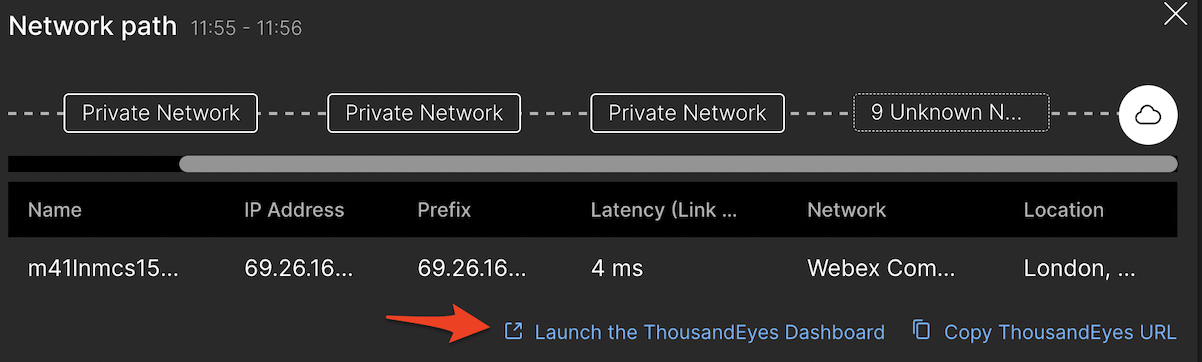 Network path 11:55 - 11:56
Private Network Private Network Private Network 9 Unknown N...
Name IP Address Prefix Latency (Link ... Network Location
m41lnmcs15... 69.26.16... 69.26.16... 4 ms Webex Com... London, ...
Launch the ThousandEyes Dashboard Copy ThousandEyes URL